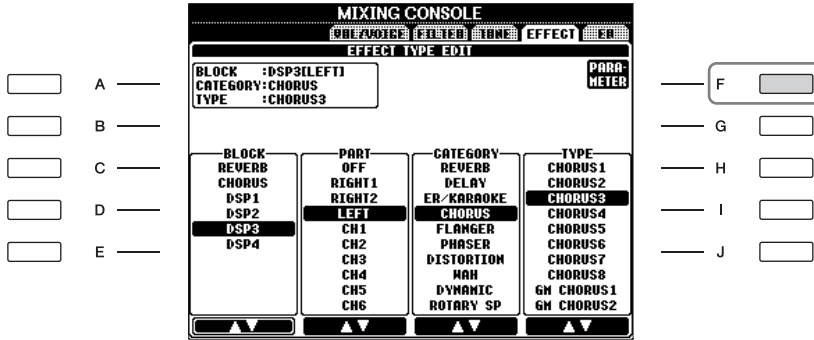 MIXING CONSOLE
VOL/VOICE FILTER TUNE EFFECT EQ
EFFECT TYPE EDIT
BLOCK :DSP3[LEFT]
CATEGORY:CHORUS
TYPE :CHORUS3
PARA-
METER
A
B
C
D
E
F
G
H
I
J
BLOCK
REVERB
CHORUS
DSP1
DSP2
DSP3
DSP4
PART
OFF
RIGHT1
RIGHT2
LEFT
CH1
CH2
CH3
CH4
CH5
CH6
CATEGORY
REVERB
DELAY
ER/KARAOKE
CHORUS
FLANGER
PHASER
DISTORTION
WAH
DYNAMIC
ROTARY SP
TYPE
CHORUS1
CHORUS2
CHORUS3
CHORUS4
CHORUS5
CHORUS6
CHORUS7
CHORUS8
GM CHORUS1
GM CHORUS2